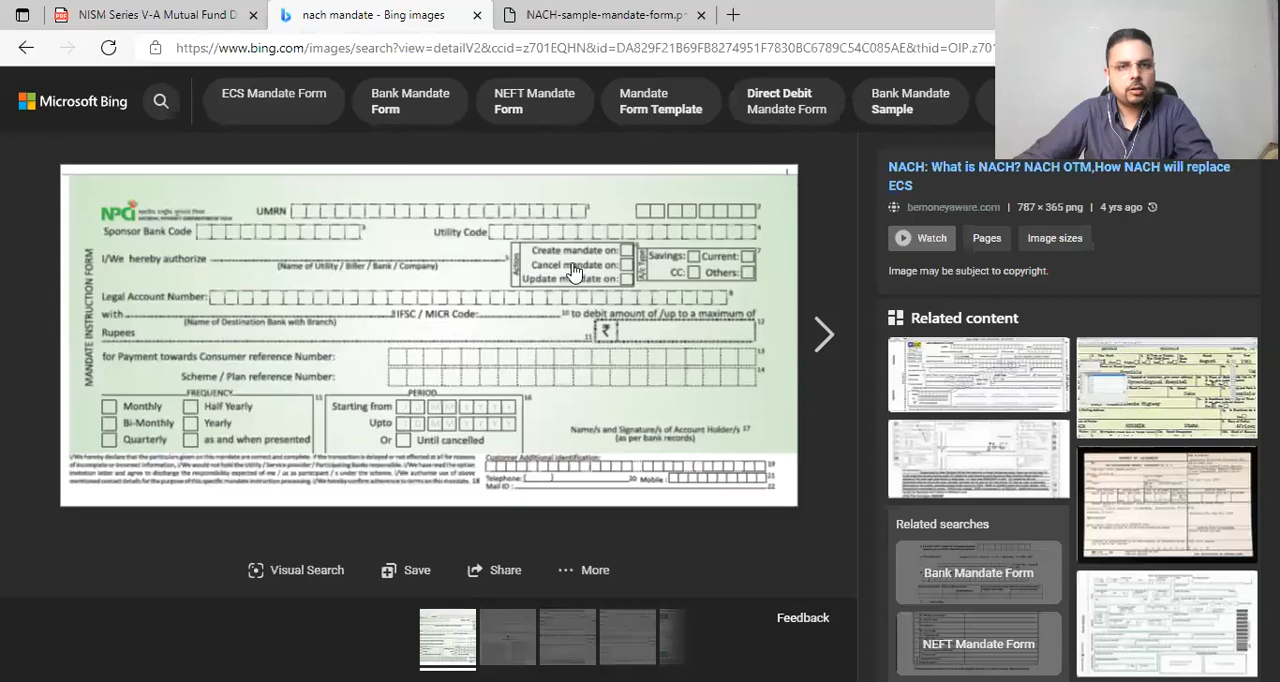 NISM Series V-A Mutual Fund D
nach mandate - Bing images
NACH-sample-mandate-form.p
https://www.bing.com/images/search?view=detailV2&ccid=z701EQHN&id=DA829F21B69FB8274951F7830BC6789C54C085AE&thid=OIP.z701
Microsoft Bing
ECS Mandate Form
Bank Mandate Form
NEFT Mandate Form
Mandate Form Template
Direct Debit Mandate Form
Bank Mandate Sample
NACH: What is NACH? NACH OTM,How NACH will replace
ECS
bemoneyaware.com | 787 × 365 png | 4 yrs ago
Watch
Pages
Image sizes
Image may be subject to copyright.
Related content
Related searches
Bank Mandate Form
NEFT Mandate Form
NPCI
UMRN
Sponsor Bank Code
Utility Code
MANDATE INSTRUCTION FORM
I/We hereby authorize
(Name of Utility / Biller / Bank / Company)
Action
Create mandate on:
Cancel mandate on:
Update mandate on:
A/c Type
Savings: Current:
CC: Others:
Legal Account Number:
with
(Name of Destination Bank with Branch)
IFSC / MICR Code:
to debit amount of /up to a maximum of
Rupees
₹
for Payment towards Consumer reference Number:
Scheme / Plan reference Number:
FREQUENCY
Monthly Half Yearly
Bi-Monthly Yearly
Quarterly as and when presented
PERIOD
Starting from
Upto
Or Until cancelled
Name/s and Signature/s of Account Holder/s 17
(as per bank records)
Customer Additional Identification:
Telephone:
Mobile:
Mail ID:
Visual Search
Save
Share
More
Feedback